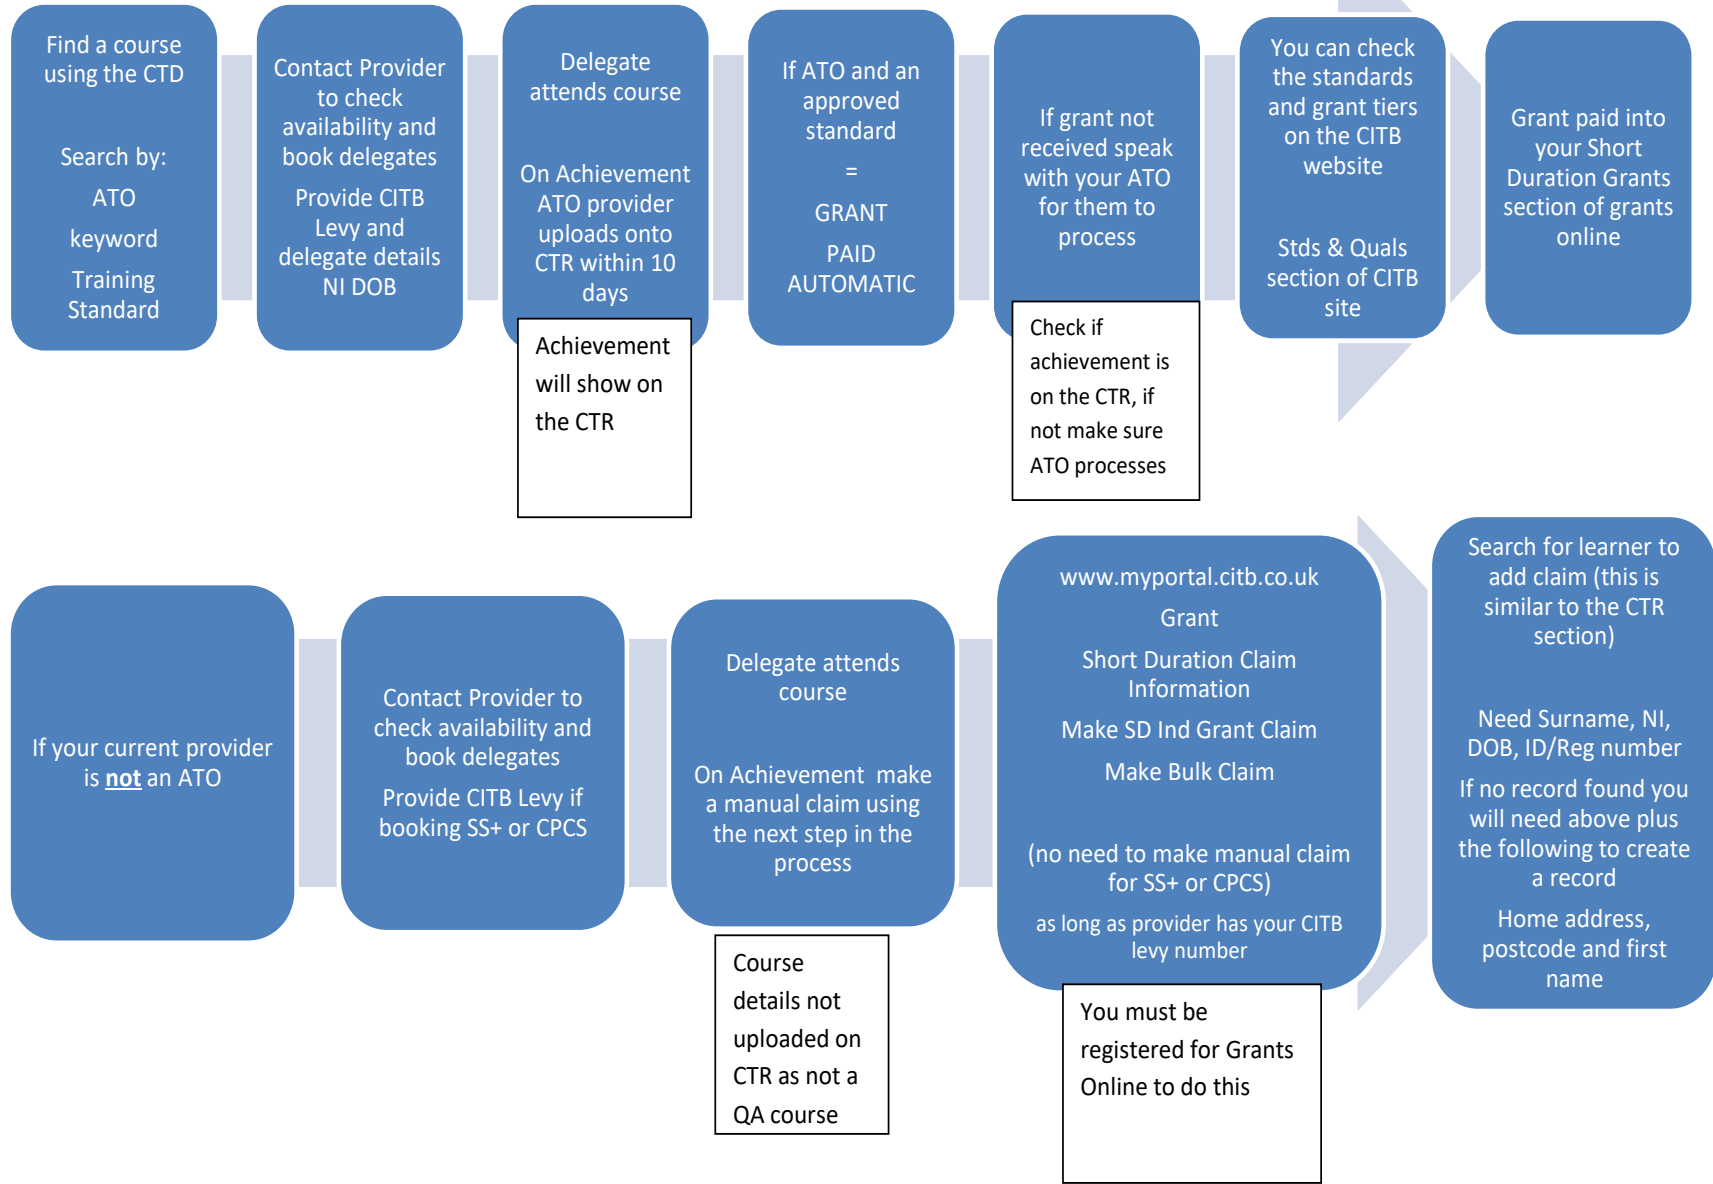 Find a course
using the CTD
Search by:
ATO
keyword
Training
Standard
Contact Provider
to check
availability and
book delegates
Provide CITB
Levy and
delegate details
NI DOB
Delegate
attends course
On Achievement
ATO provider
uploads onto
CTR within 10
days
Achievement
will show on
the CTR
If ATO and an
approved
standard
=
GRANT
PAID
AUTOMATIC
If grant not
received speak
with your ATO
for them to
process
Check if
achievement is
on the CTR, if
not make sure
ATO processes
You can check
the standards
and grant tiers
on the CITB
website
Stds & Quals
section of CITB
site
Grant paid into
your Short
Duration Grants
section of grants
online
If your current provider
is not an ATO
Contact Provider to
check availability and
book delegates
Provide CITB Levy if
booking SS+ or CPCS
Delegate attends
course
On Achievement  make
a manual claim using
the next step in the
process
Course
details not
uploaded on
CTR as not a
QA course
www.myportal.citb.co.uk
Grant
Short Duration Claim
Information
Make SD Ind Grant Claim
Make Bulk Claim
(no need to make manual claim
for SS+ or CPCS)
as long as provider has your CITB
levy number
You must be
registered for Grants
Online to do this
Search for learner to
add claim (this is
similar to the CTR
section)
Need Surname, NI,
DOB, ID/Reg number
If no record found you
will need above plus
the following to create
a record
Home address,
postcode and first
name